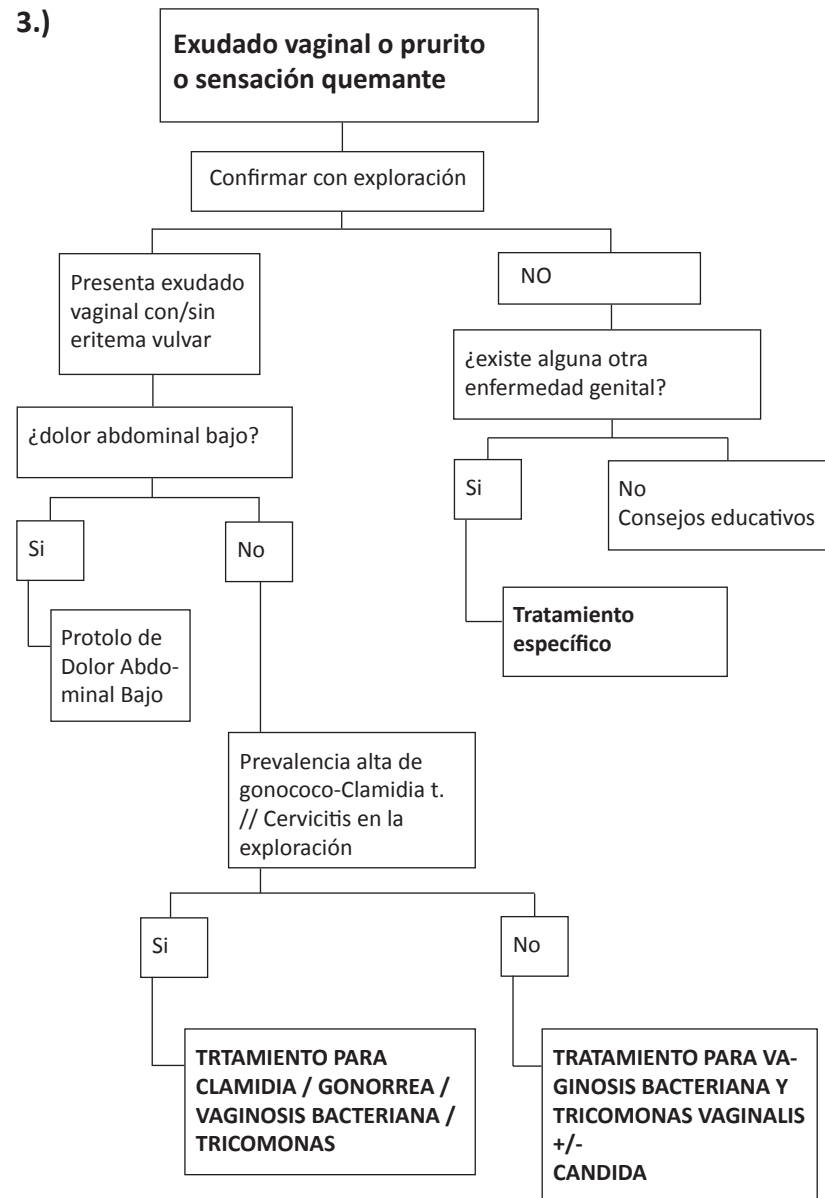 3.)
Exudado vaginal o prurito
o sensación quemante
Confirmar con exploración
Presenta exudado
vaginal con/sin
eritema vulvar
NO
¿existe alguna otra
enfermedad genital?
¿dolor abdominal bajo?
Si
No
Consejos educativos
Si
No
Tratamiento
específico
Protolo de
Dolor Abdo-
minal Bajo
Prevalencia alta de
gonococo-Clamidia t.
// Cervicitis en la
exploración
Si
No
TRTAMIENTO PARA
CLAMIDIA / GONORREA /
VAGINOSIS BACTERIANA /
TRICOMONAS
TRATAMIENTO PARA VA-
GINOSIS BACTERIANA Y
TRICOMONAS VAGINALIS
+/-
CANDIDA